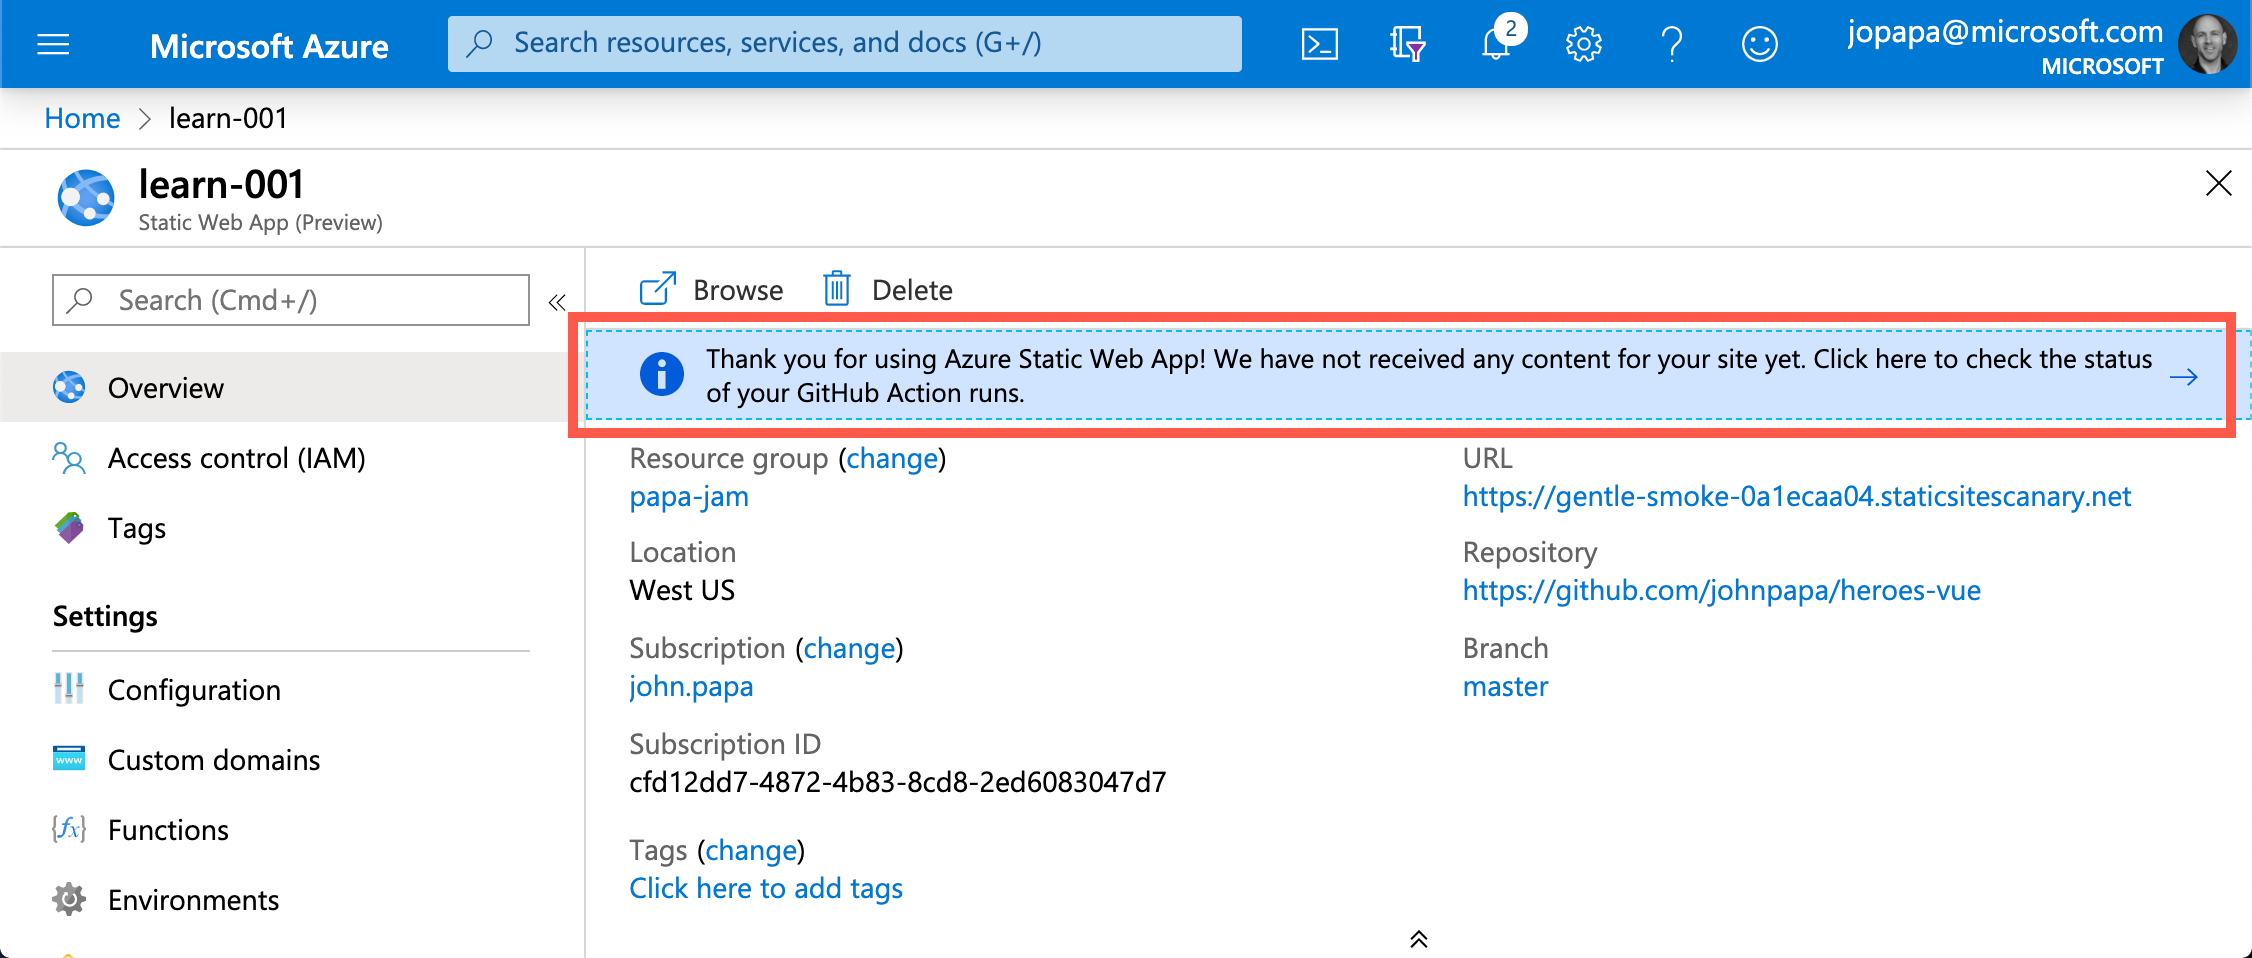 Microsoft Azure
Search resources, services, and docs (G+/)
2
jopapa@microsoft.com
MICROSOFT
Home > learn-001
learn-001
Static Web App (Preview)
Search (Cmd+/)
«
Browse
Delete
Thank you for using Azure Static Web App! We have not received any content for your site yet. Click here to check the status
of your GitHub Action runs.
Overview
Access control (IAM)
Tags
Settings
Configuration
www
Custom domains
{fx}
Functions
Environments
Resource group (change)
papa-jam
Location
West US
Subscription (change)
john.papa
Subscription ID
cfd12dd7-4872-4b83-8cd8-2ed6083047d7
Tags (change)
Click here to add tags
URL
https://gentle-smoke-0a1ecaa04.staticsitescanary.net
Repository
https://github.com/johnpapa/heroes-vue
Branch
master